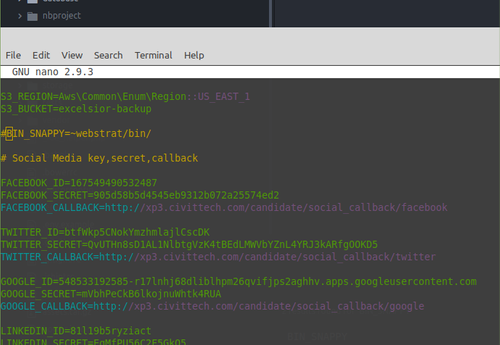 nbproject
File Edit View Search Terminal Help
GNU nano 2.9.3
S3_REGION=Aws\Common\Enum\Region::US_EAST_1
S3_BUCKET=excelsior-backup
#BIN_SNAPPY=~webstrat/bin/
# Social Media key,secret,callback
FACEBOOK_ID=167549490532487
FACEBOOK_SECRET=905d58b5d4545eb9312b072a25574ed2
FACEBOOK_CALLBACK=http://xp3.civittech.com/candidate/social_callback/facebook
TWITTER_ID=btfWkp5CNokYmzhmlajlCscDK
TWITTER_SECRET=QvUTHn8sD1AL1NlbtgVzK4tBEdLMWVbYZnL4YRJ3kARfgOOKD5
TWITTER_CALLBACK=http://xp3.civittech.com/candidate/social_callback/twitter
GOOGLE_ID=548533192585-r17lnhj68dliblhpm26qvifjps2aghhv.apps.googleusercontent.com
GOOGLE_SECRET=mVbhPeCkB6lkojnuWhtk4RUA
GOOGLE_CALLBACK=http://xp3.civittech.com/candidate/social_callback/google
LINKEDIN_ID=81l19b5ryziact